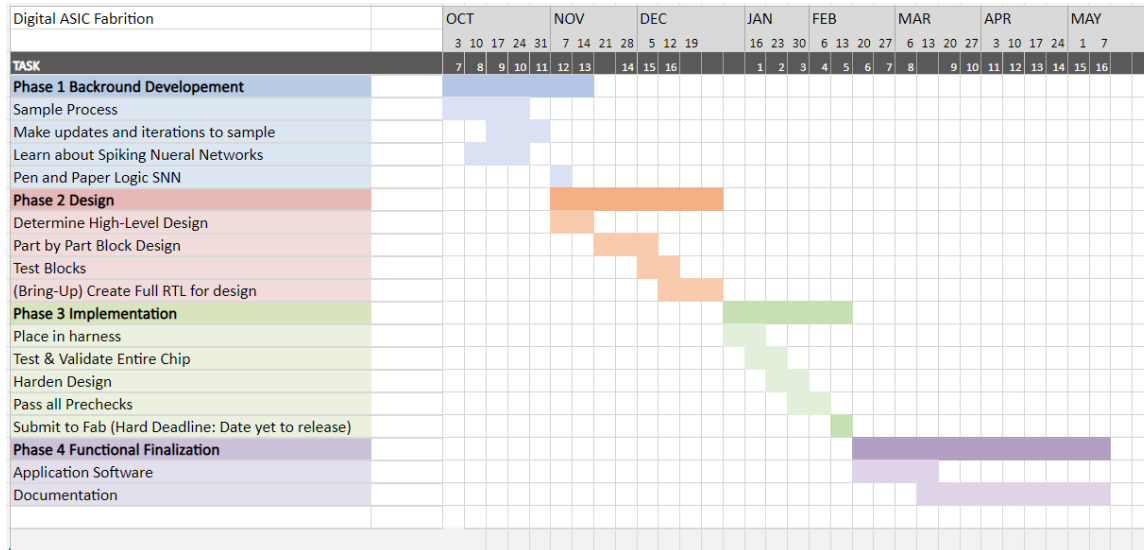 Digital ASIC Fabrition OCT NOV DEC JAN FEB MAR APR MAY
3 10 17 24 31 7 14 21 28 5 12 19 16 23 30 6 13 20 27 6 13 20 27 3 10 17 24 1 7
TASK 7 8 9 10 11 12 13 14 15 16 1 2 3 4 5 6 7 8 9 10 11 12 13 14 15 16
Phase 1 Backround Developement
Sample Process
Make updates and iterations to sample
Learn about Spiking Nueral Networks
Pen and Paper Logic SNN
Phase 2 Design
Determine High-Level Design
Part by Part Block Design
Test Blocks
(Bring-Up) Create Full RTL for design
Phase 3 Implementation
Place in harness
Test & Validate Entire Chip
Harden Design
Pass all Prechecks
Submit to Fab (Hard Deadline: Date yet to release)
Phase 4 Functional Finalization
Application Software
Documentation